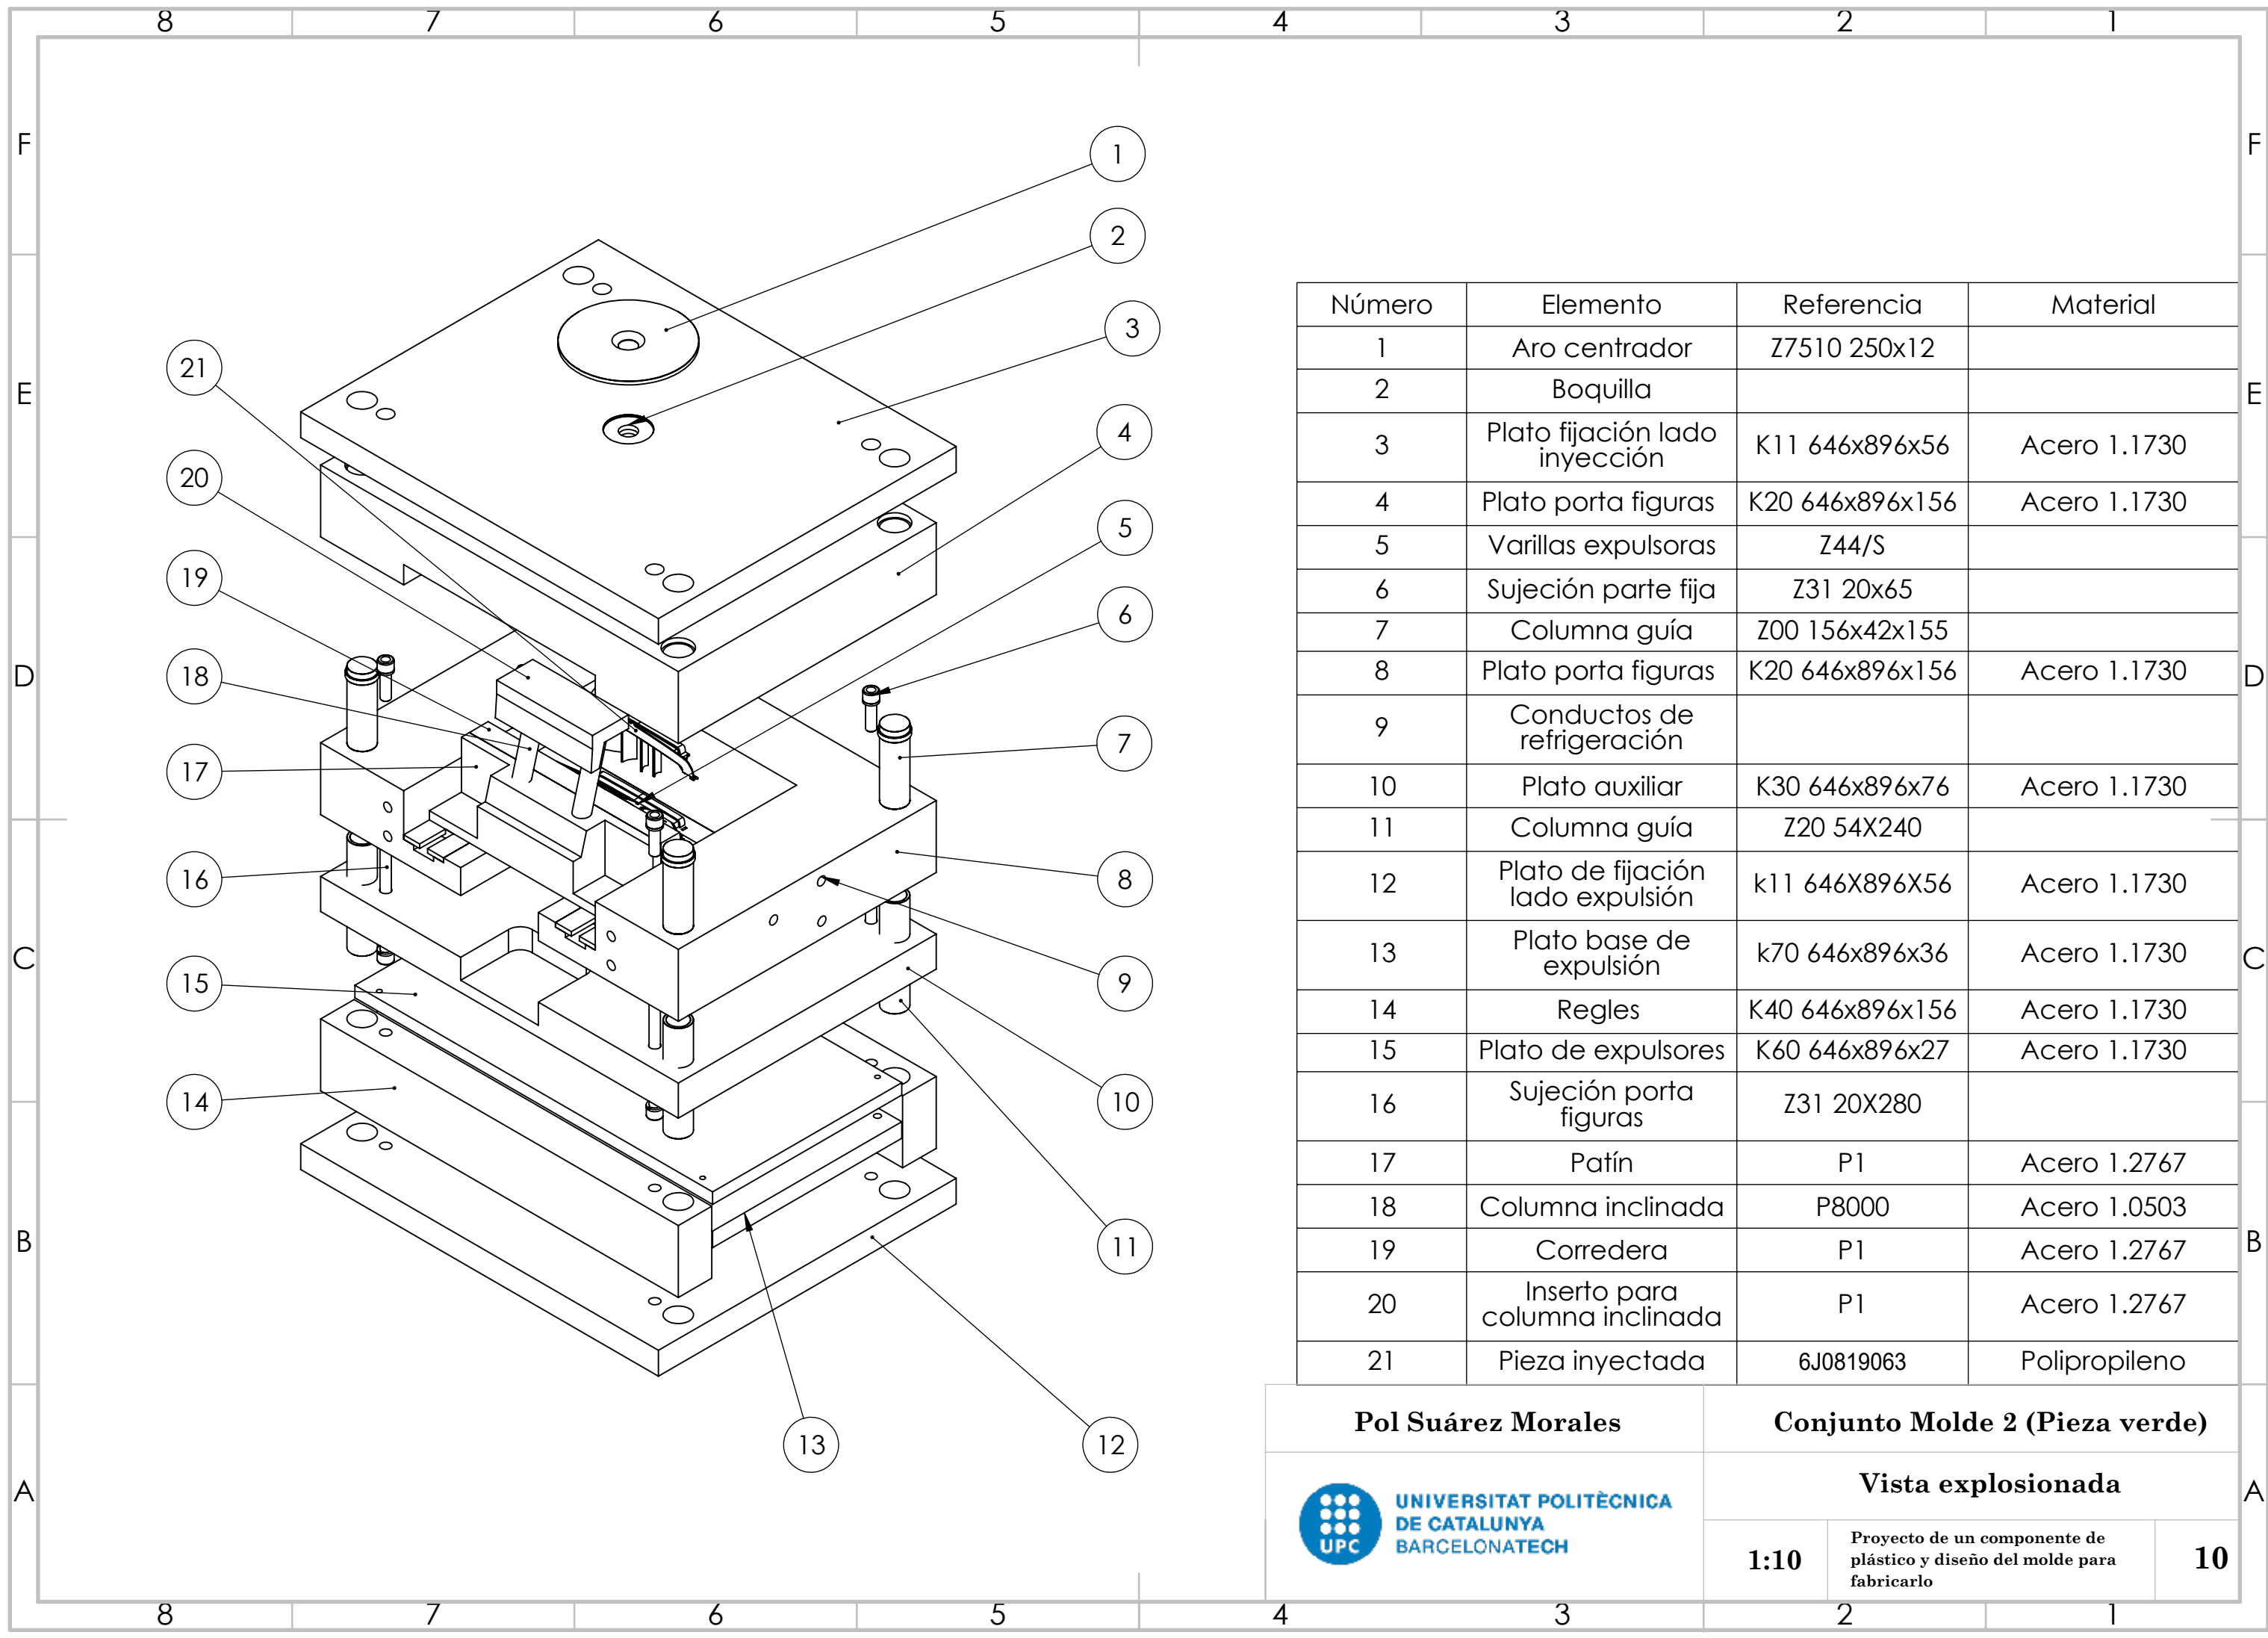 8 7 6 5 4 3 2 1
F F
E E
D D
C C
B B
A A
1
2
3
4
5
6
7
8
9
10
11
12
13
14
15
16
17
18
19
20
21
Número Elemento Referencia Material
1 Aro centrador Z7510 250x12
2 Boquilla
3 Plato fijación lado
inyección K11 646x896x56 Acero 1.1730
4 Plato porta figuras K20 646x896x156 Acero 1.1730
5 Varillas expulsoras Z44/S
6 Sujeción parte fija Z31 20x65
7 Columna guía Z00 156x42x155
8 Plato porta figuras K20 646x896x156 Acero 1.1730
9 Conductos de
refrigeración
10 Plato auxiliar K30 646x896x76 Acero 1.1730
11 Columna guía Z20 54X240
12 Plato de fijación
lado expulsión k11 646X896X56 Acero 1.1730
13 Plato base de
expulsión k70 646x896x36 Acero 1.1730
14 Regles K40 646x896x156 Acero 1.1730
15 Plato de expulsores K60 646x896x27 Acero 1.1730
16 Sujeción porta
figuras Z31 20X280
17 Patín P1 Acero 1.2767
18 Columna inclinada P8000 Acero 1.0503
19 Corredera P1 Acero 1.2767
20 Inserto para
columna inclinada P1 Acero 1.2767
21 Pieza inyectada 6J0819063 Polipropileno
Pol Suárez Morales
Conjunto Molde 2 (Pieza verde)
UPC
UNIVERSITAT POLITÈCNICA
DE CATALUNYA
BARCELONATECH
Vista explosionada
1:10
Proyecto de un componente de
plástico y diseño del molde para
fabricarlo
10
8 7 6 5 4 3 2 1